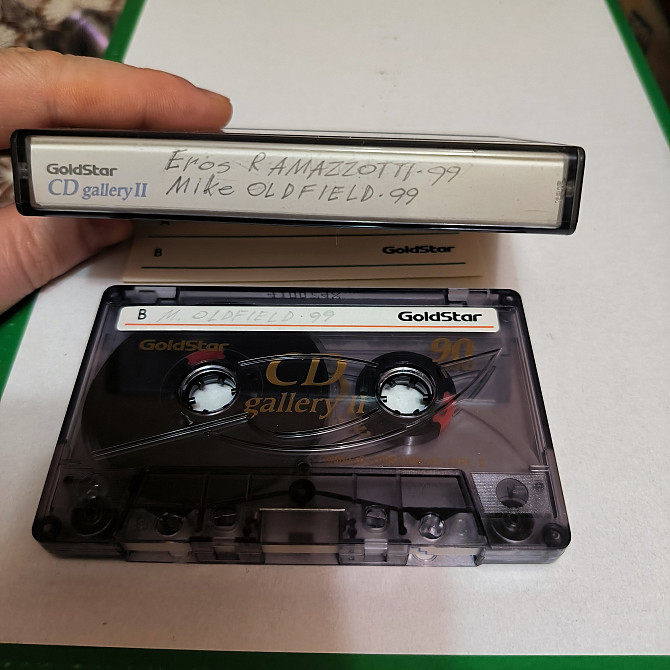 GoldStar
CD gallery II
Eros RAMAZZOTTI-99
Mike OLDFIELD-99
B
GoldStar
B M. OLDFIELD-99 GoldStar
GoldStar
90
CD
gallery II